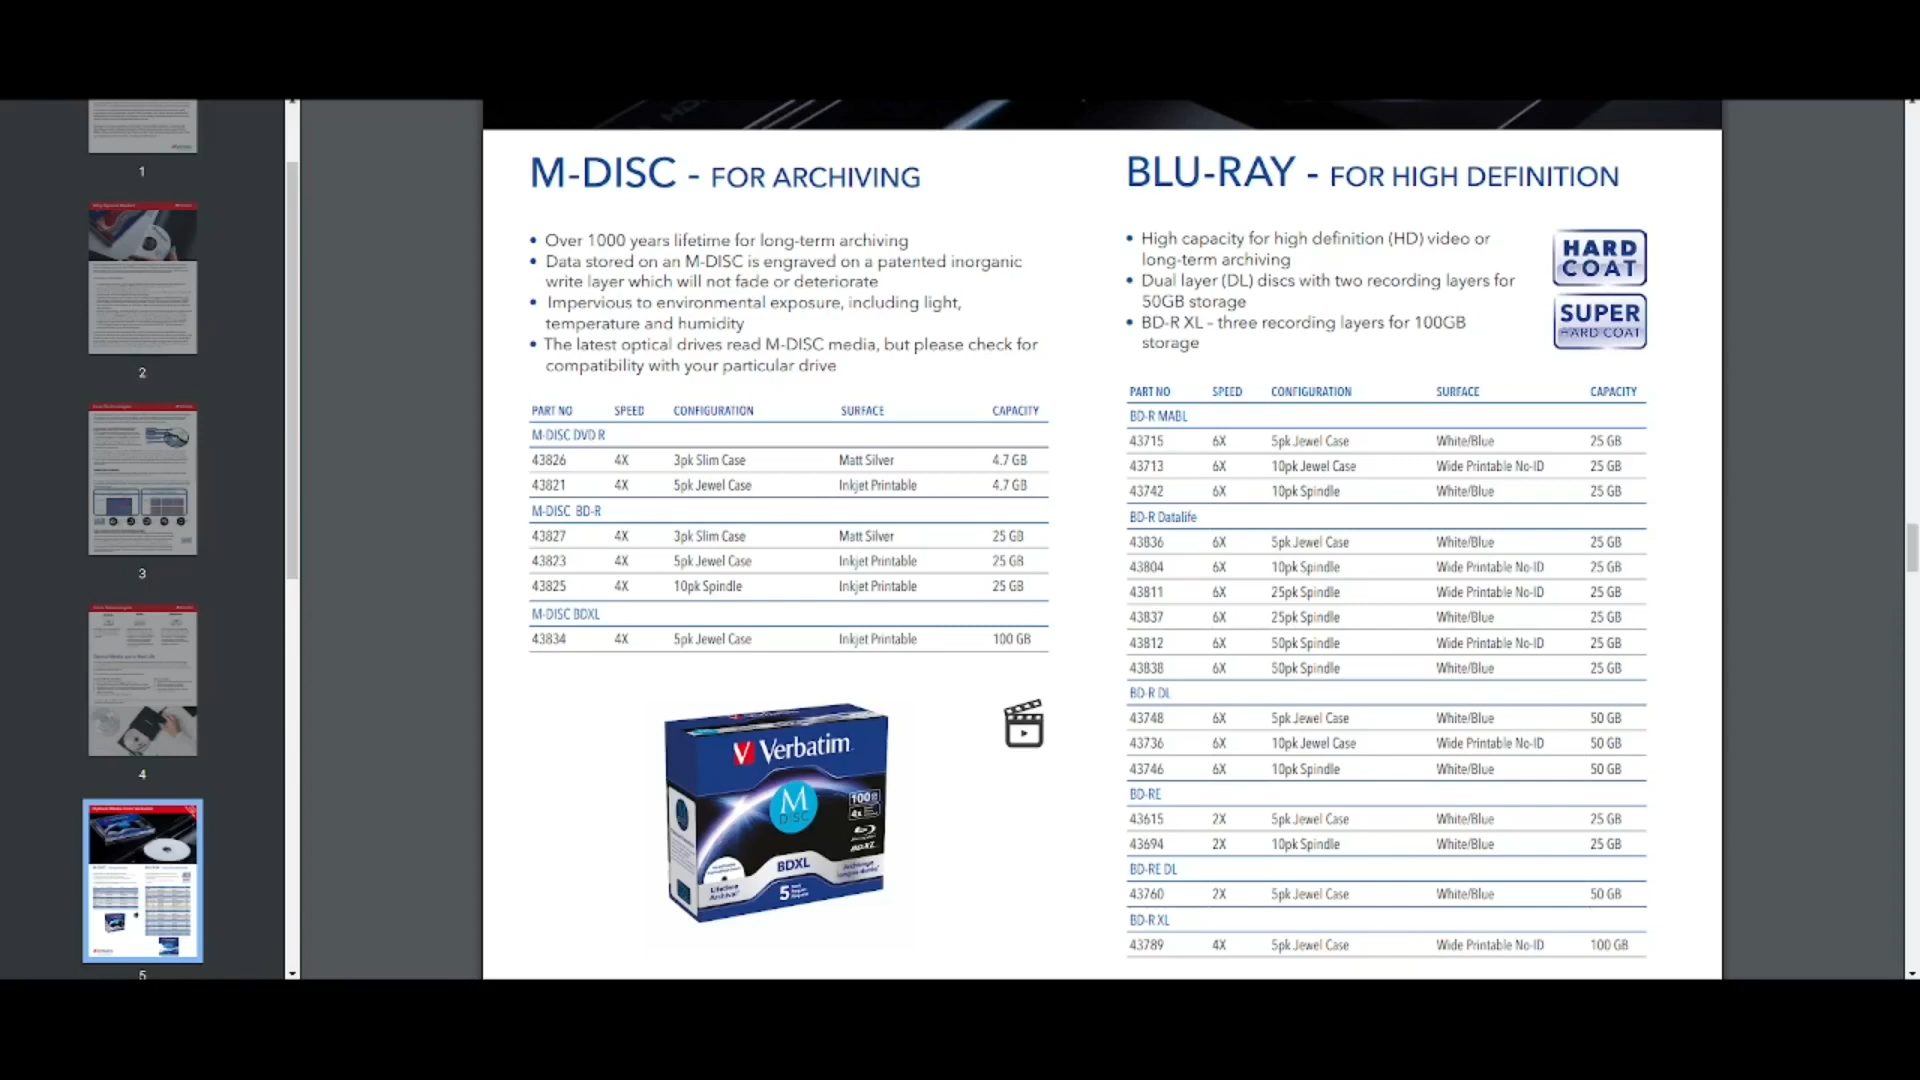 1
2
3
4
5
M-DISC - FOR ARCHIVING
• Over 1000 years lifetime for long-term archiving
• Data stored on an M-DISC is engraved on a patented inorganic
write layer which will not fade or deteriorate
• Impervious to environmental exposure, including light,
temperature and humidity
• The latest optical drives read M-DISC media, but please check for
compatibility with your particular drive
PART NO SPEED CONFIGURATION SURFACE CAPACITY
M-DISC DVD R
43826 4X 3pk Slim Case Matt Silver 4.7 GB
43821 4X 5pk Jewel Case Inkjet Printable 4.7 GB
M-DISC BD-R
43827 4X 3pk Slim Case Matt Silver 25 GB
43823 4X 5pk Jewel Case Inkjet Printable 25 GB
43825 4X 10pk Spindle Inkjet Printable 25 GB
M-DISC BDXL
43834 4X 5pk Jewel Case Inkjet Printable 100 GB
Verbatim
M
DISC
100
4x
BDXL
BDXL
Lifetime
Archival
5
BLU-RAY - FOR HIGH DEFINITION
• High capacity for high definition (HD) video or
long-term archiving
• Dual layer (DL) discs with two recording layers for
50GB storage
• BD-R XL – three recording layers for 100GB
storage
HARD
COAT
SUPER
HARD COAT
PART NO SPEED CONFIGURATION SURFACE CAPACITY
BD-R MABL
43715 6X 5pk Jewel Case White/Blue 25 GB
43713 6X 10pk Jewel Case Wide Printable No-ID 25 GB
43742 6X 10pk Spindle White/Blue 25 GB
BD-R Datalife
43836 6X 5pk Jewel Case White/Blue 25 GB
43804 6X 10pk Spindle Wide Printable No-ID 25 GB
43811 6X 25pk Spindle Wide Printable No-ID 25 GB
43837 6X 25pk Spindle White/Blue 25 GB
43812 6X 50pk Spindle Wide Printable No-ID 25 GB
43838 6X 50pk Spindle White/Blue 25 GB
BD-R DL
43748 6X 5pk Jewel Case White/Blue 50 GB
43736 6X 10pk Jewel Case Wide Printable No-ID 50 GB
43746 6X 10pk Spindle White/Blue 50 GB
BD-RE
43615 2X 5pk Jewel Case White/Blue 25 GB
43694 2X 10pk Spindle White/Blue 25 GB
BD-RE DL
43760 2X 5pk Jewel Case White/Blue 50 GB
BD-R XL
43789 4X 5pk Jewel Case Wide Printable No-ID 100 GB